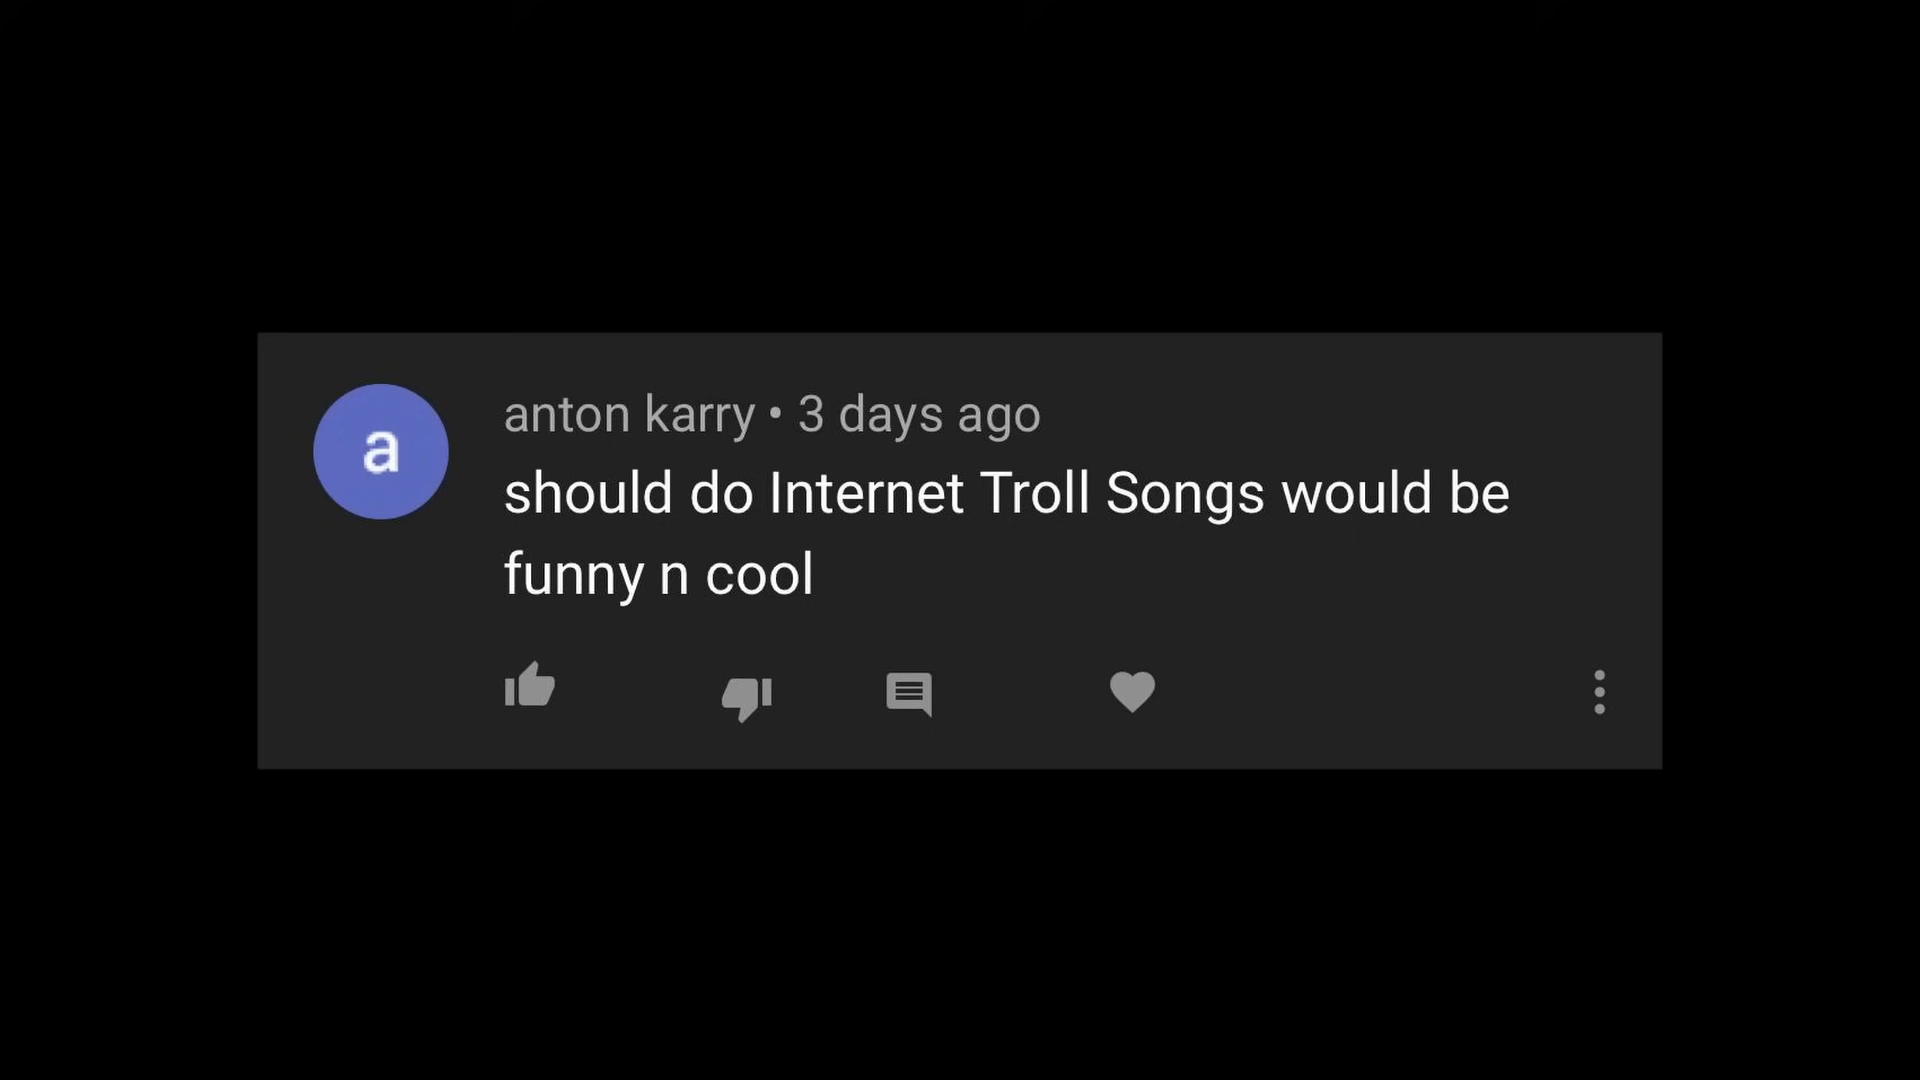 a
anton karry • 3 days ago
should do Internet Troll Songs would be
funny n cool